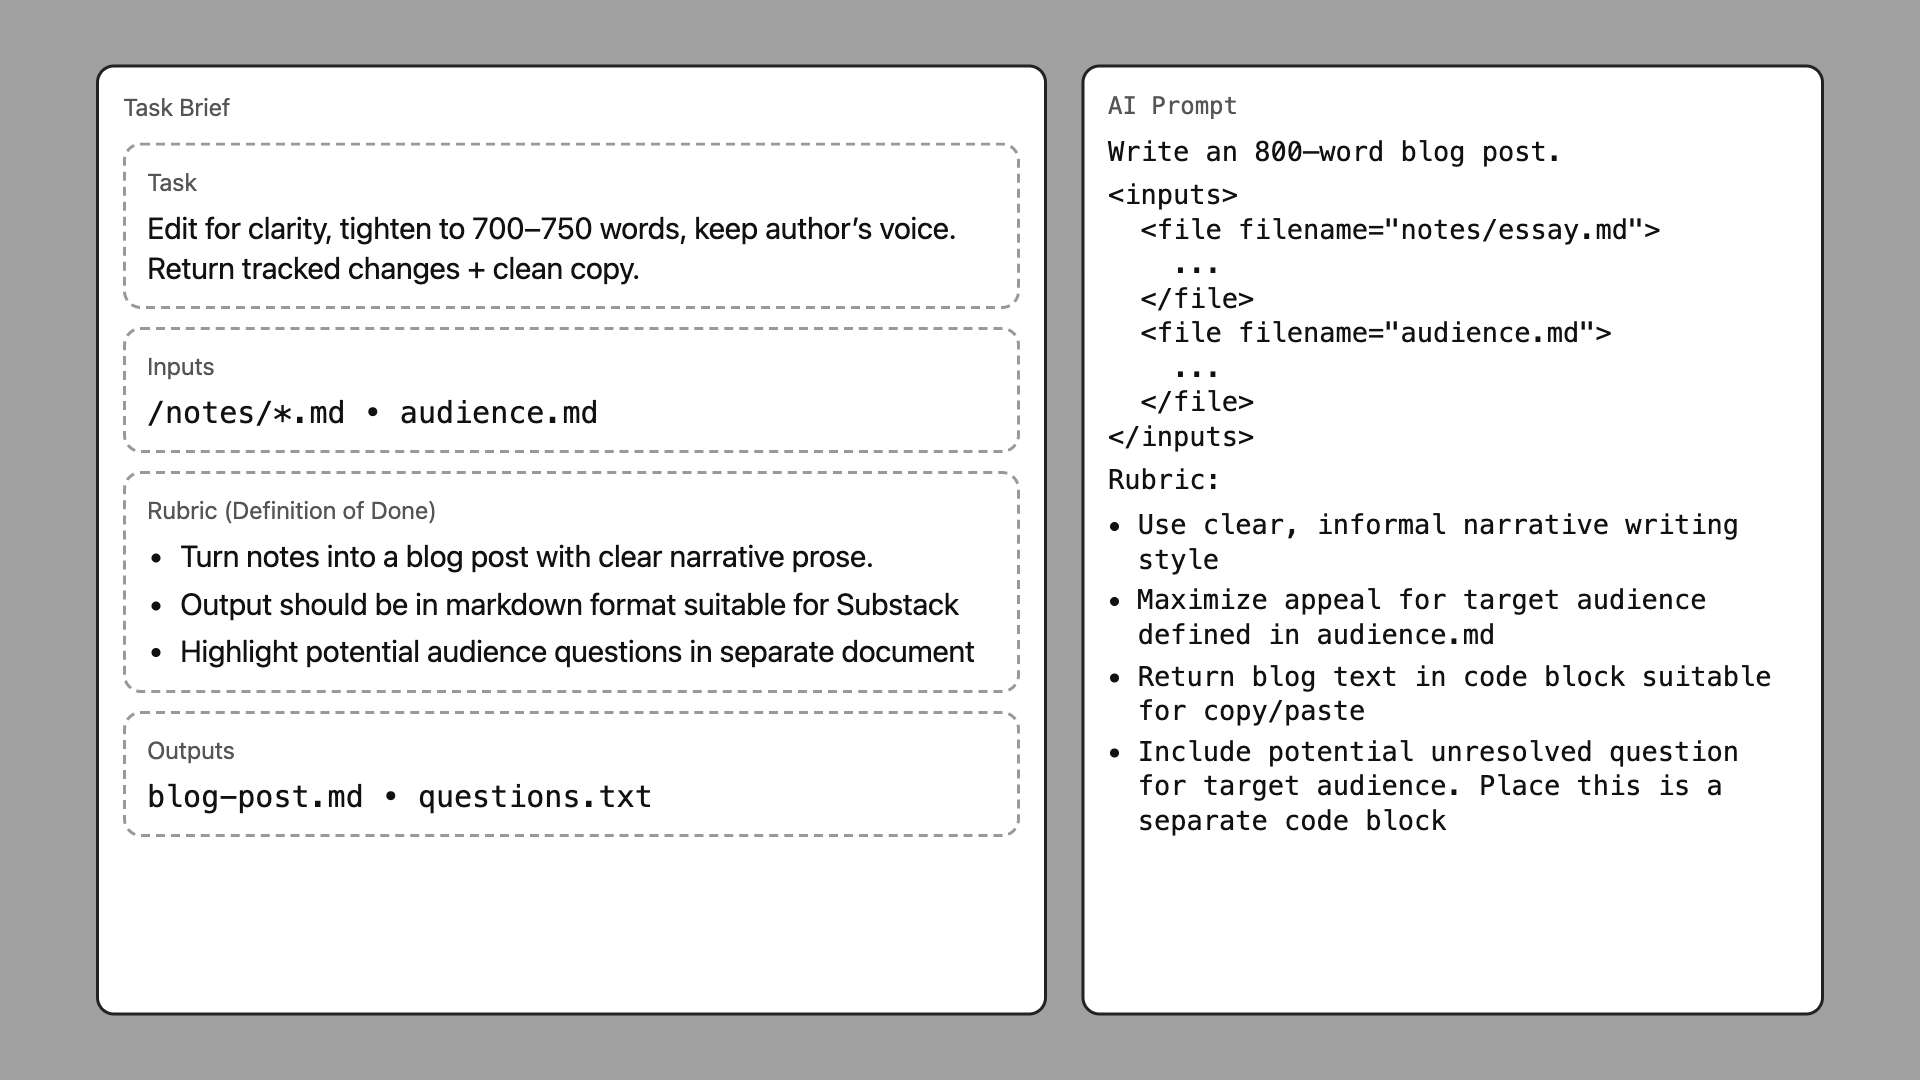 Task Brief
Task
Edit for clarity, tighten to 700–750 words, keep author’s voice.
Return tracked changes + clean copy.
Inputs
/notes/*.md • audience.md
Rubric (Definition of Done)
• Turn notes into a blog post with clear narrative prose.
• Output should be in markdown format suitable for Substack
• Highlight potential audience questions in separate document
Outputs
blog-post.md • questions.txt
AI Prompt
Write an 800–word blog post.
<inputs>
  <file filename="notes/essay.md">
    ...
  </file>
  <file filename="audience.md">
    ...
  </file>
</inputs>
Rubric:
• Use clear, informal narrative writing
style
• Maximize appeal for target audience
defined in audience.md
• Return blog text in code block suitable
for copy/paste
• Include potential unresolved question
for target audience. Place this is a
separate code block